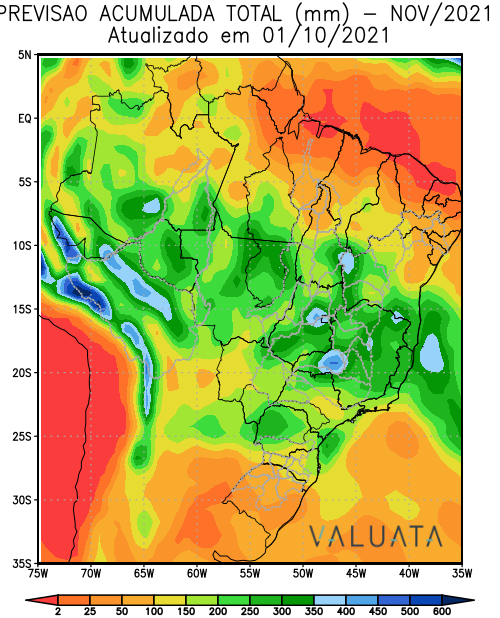 PREVISAO ACUMULADA TOTAL (mm) – NOV/2021
Atualizado em 01/10/2021
5N
EQ
5S
10S
15S
20S
25S
30S
35S
VALUATA
75W 70W 65W 60W 55W 50W 45W 40W 35W
2 25 50 100 150 200 250 300 350 400 450 500 600